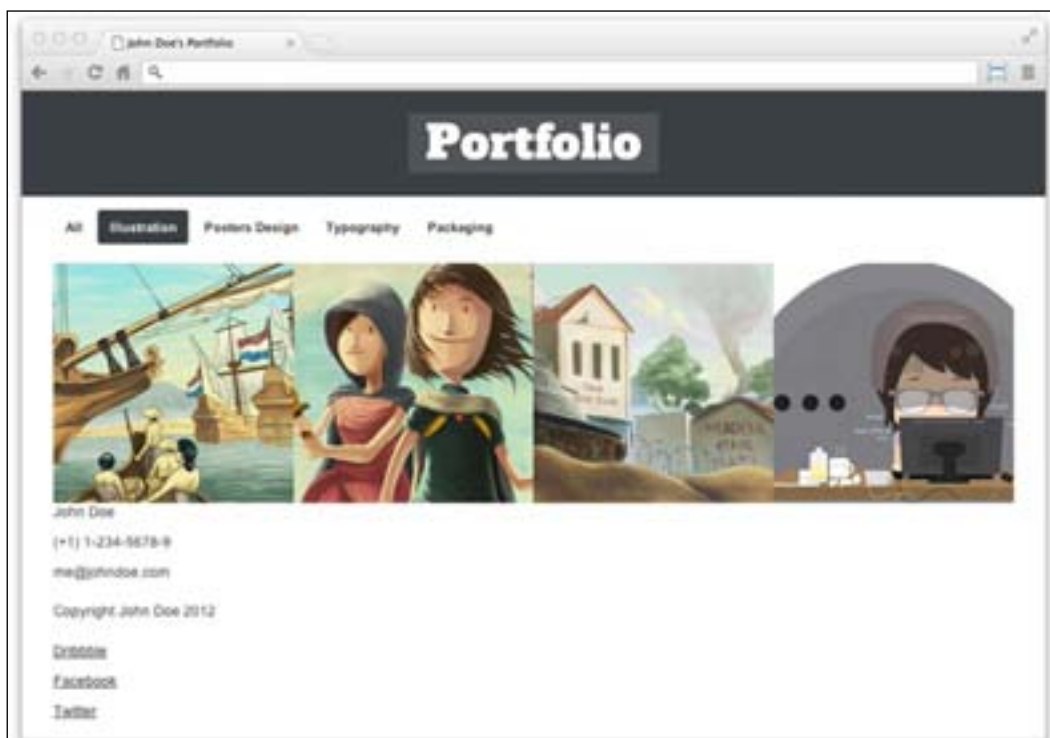 John Doe's Portfolio
Portfolio
All Illustration Posters Design Typography Packaging
John Doe
(+1) 1-234-5678-9
me@johndoe.com
Copyright John Doe 2012
Dribbble
Facebook
Twitter